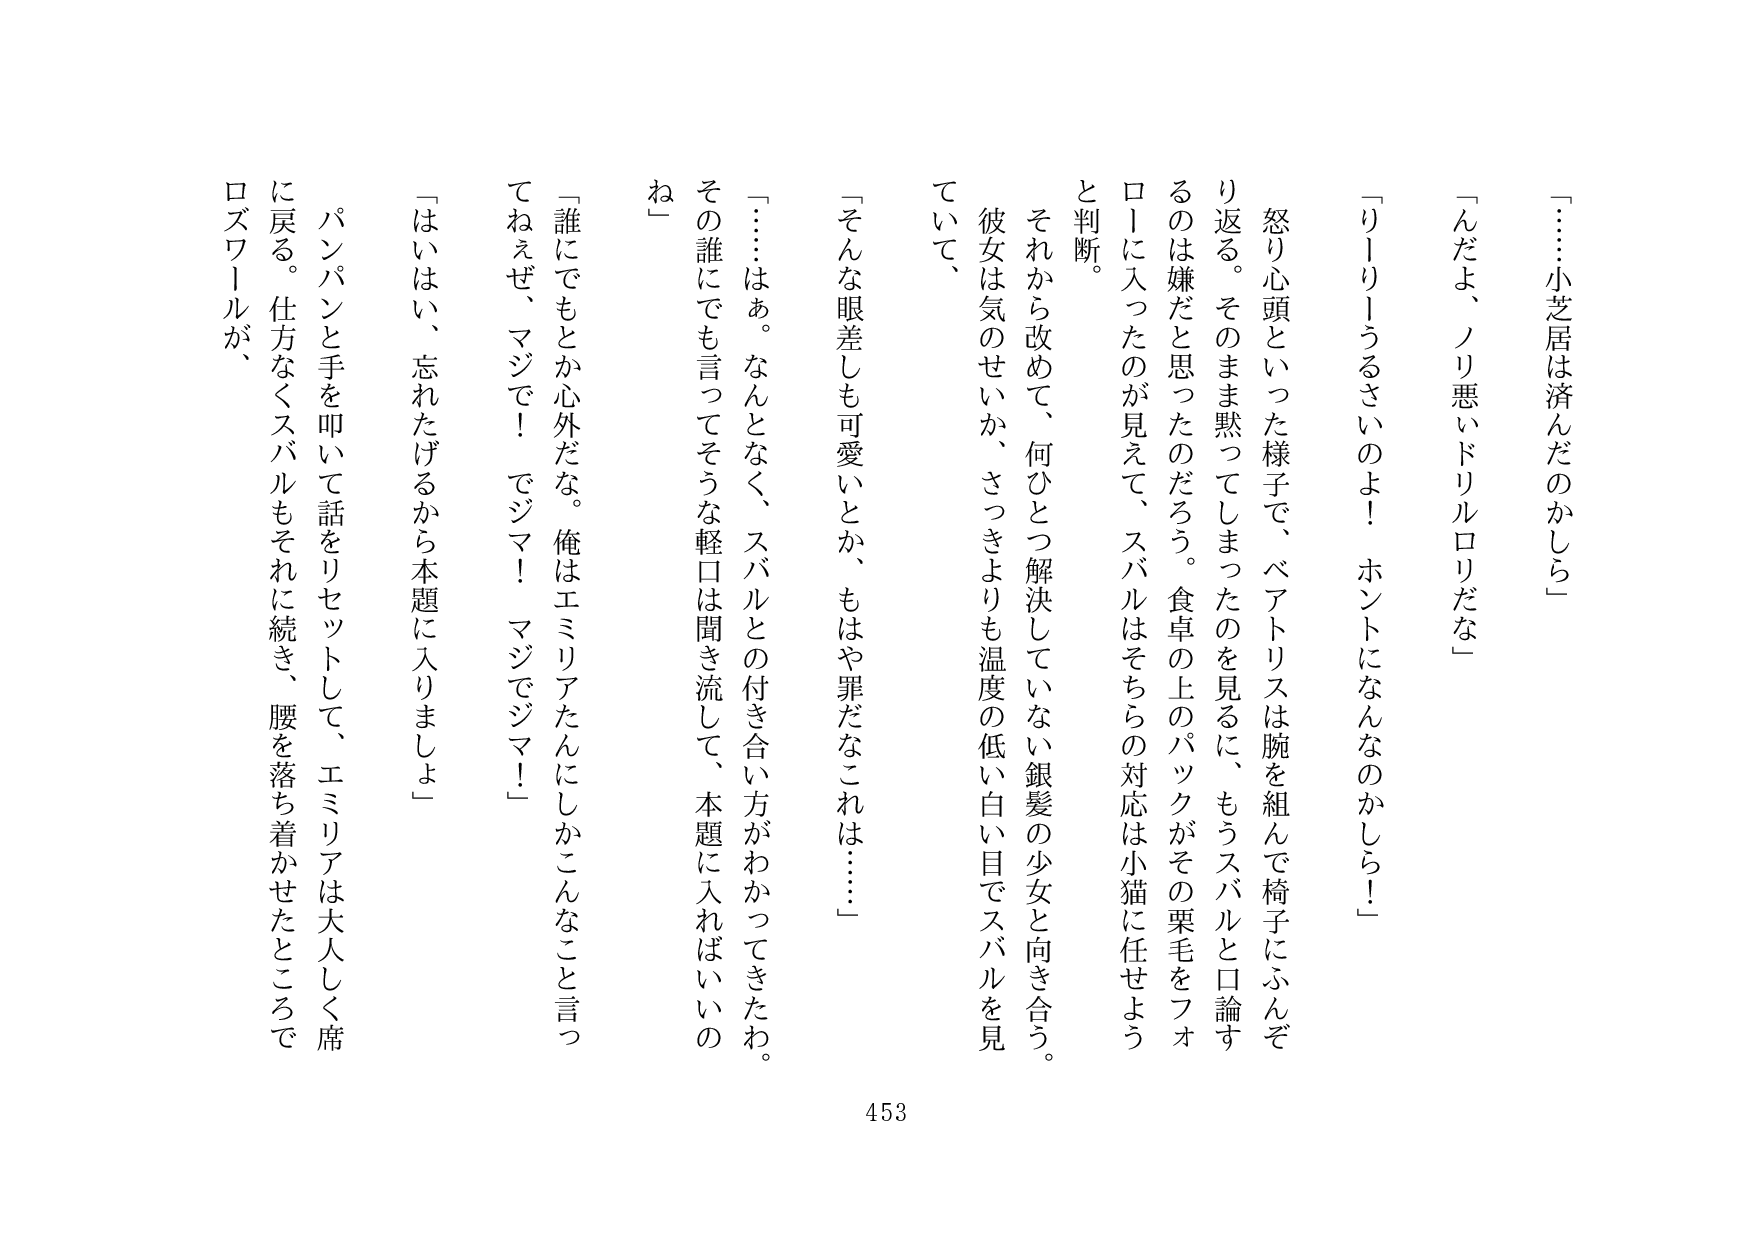 「……小芝居は済んだのかしら」
「んだよ、ノリ悪いドリルロリだな」
「りーりーうるさいのよ！　ホントになんなのかしら！」
　怒り心頭といった様子で、ベアトリスは腕を組んで椅子にふんぞ
り返る。そのまま黙ってしまったのを見るに、もうスバルと口論す
るのは嫌だと思ったのだろう。食卓の上のパックがその栗毛をフォ
ローに入ったのが見えて、スバルはそちらの対応は小猫に任せよう
と判断。
　それから改めて、何ひとつ解決していない銀髪の少女と向き合う。
　彼女は気のせいか、さっきよりも温度の低い白い目でスバルを見
ていて、
「そんな眼差しも可愛いとか、もはや罪だなこれは……」
「……はぁ。なんとなく、スバルとの付き合い方がわかってきたわ。
その誰にでも言ってそうな軽口は聞き流して、本題に入ればいいの
ね」
「誰にでもとか心外だな。俺はエミリアたんにしかこんなこと言っ
てねぇぜ、マジで！　でジマ！　マジでジマ！」
「はいはい、忘れたげるから本題に入りましょ」
　パンパンと手を叩いて話をリセットして、エミリアは大人しく席
に戻る。仕方なくスバルもそれに続き、腰を落ち着かせたところで
ロズワールが、
453